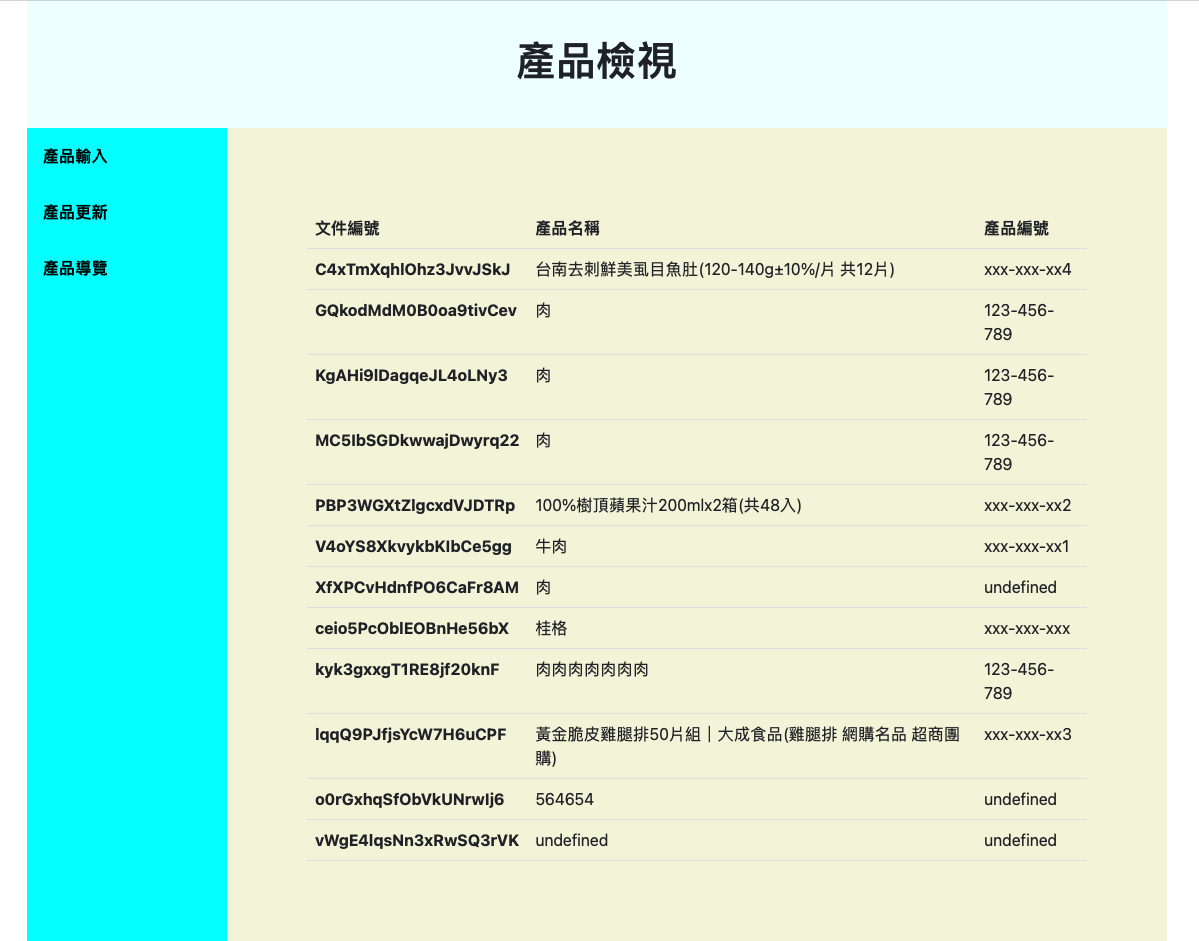 產品檢視
產品輸入
產品更新
產品導覽
文件編號 產品名稱 產品編號
C4xTmXqhlOhz3JvvJSkJ 台南去刺鮮美虱目魚肚(120-140g±10%/片 共12片) xxx-xxx-xx4
GQkodMdM0B0oa9tivCev 肉 123-456-
789
KgAHi9lDagqeJL4oLNy3 肉 123-456-
789
MC5IbSGDkwwajDwyrq22 肉 123-456-
789
PBP3WGXtZlgcxdVJDTRp 100%樹頂蘋果汁200mlx2箱(共48入) xxx-xxx-xx2
V4oYS8XkvykbKlbCe5gg 牛肉 xxx-xxx-xx1
XfXPCvHdnfPO6CaFr8AM 肉 undefined
ceio5PcOblEOBnHe56bX 桂格 xxx-xxx-xxx
kyk3gxxgT1RE8jf20knF 肉肉肉肉肉肉肉 123-456-
789
lqqQ9PJfjsYcW7H6uCPF 黃金脆皮雞腿排50片組｜大成食品(雞腿排 網購名品 超商團 xxx-xxx-xx3
購)
o0rGxhqSfObVkUNrwIj6 564654 undefined
vWgE4lqsNn3xRwSQ3rVK undefined undefined